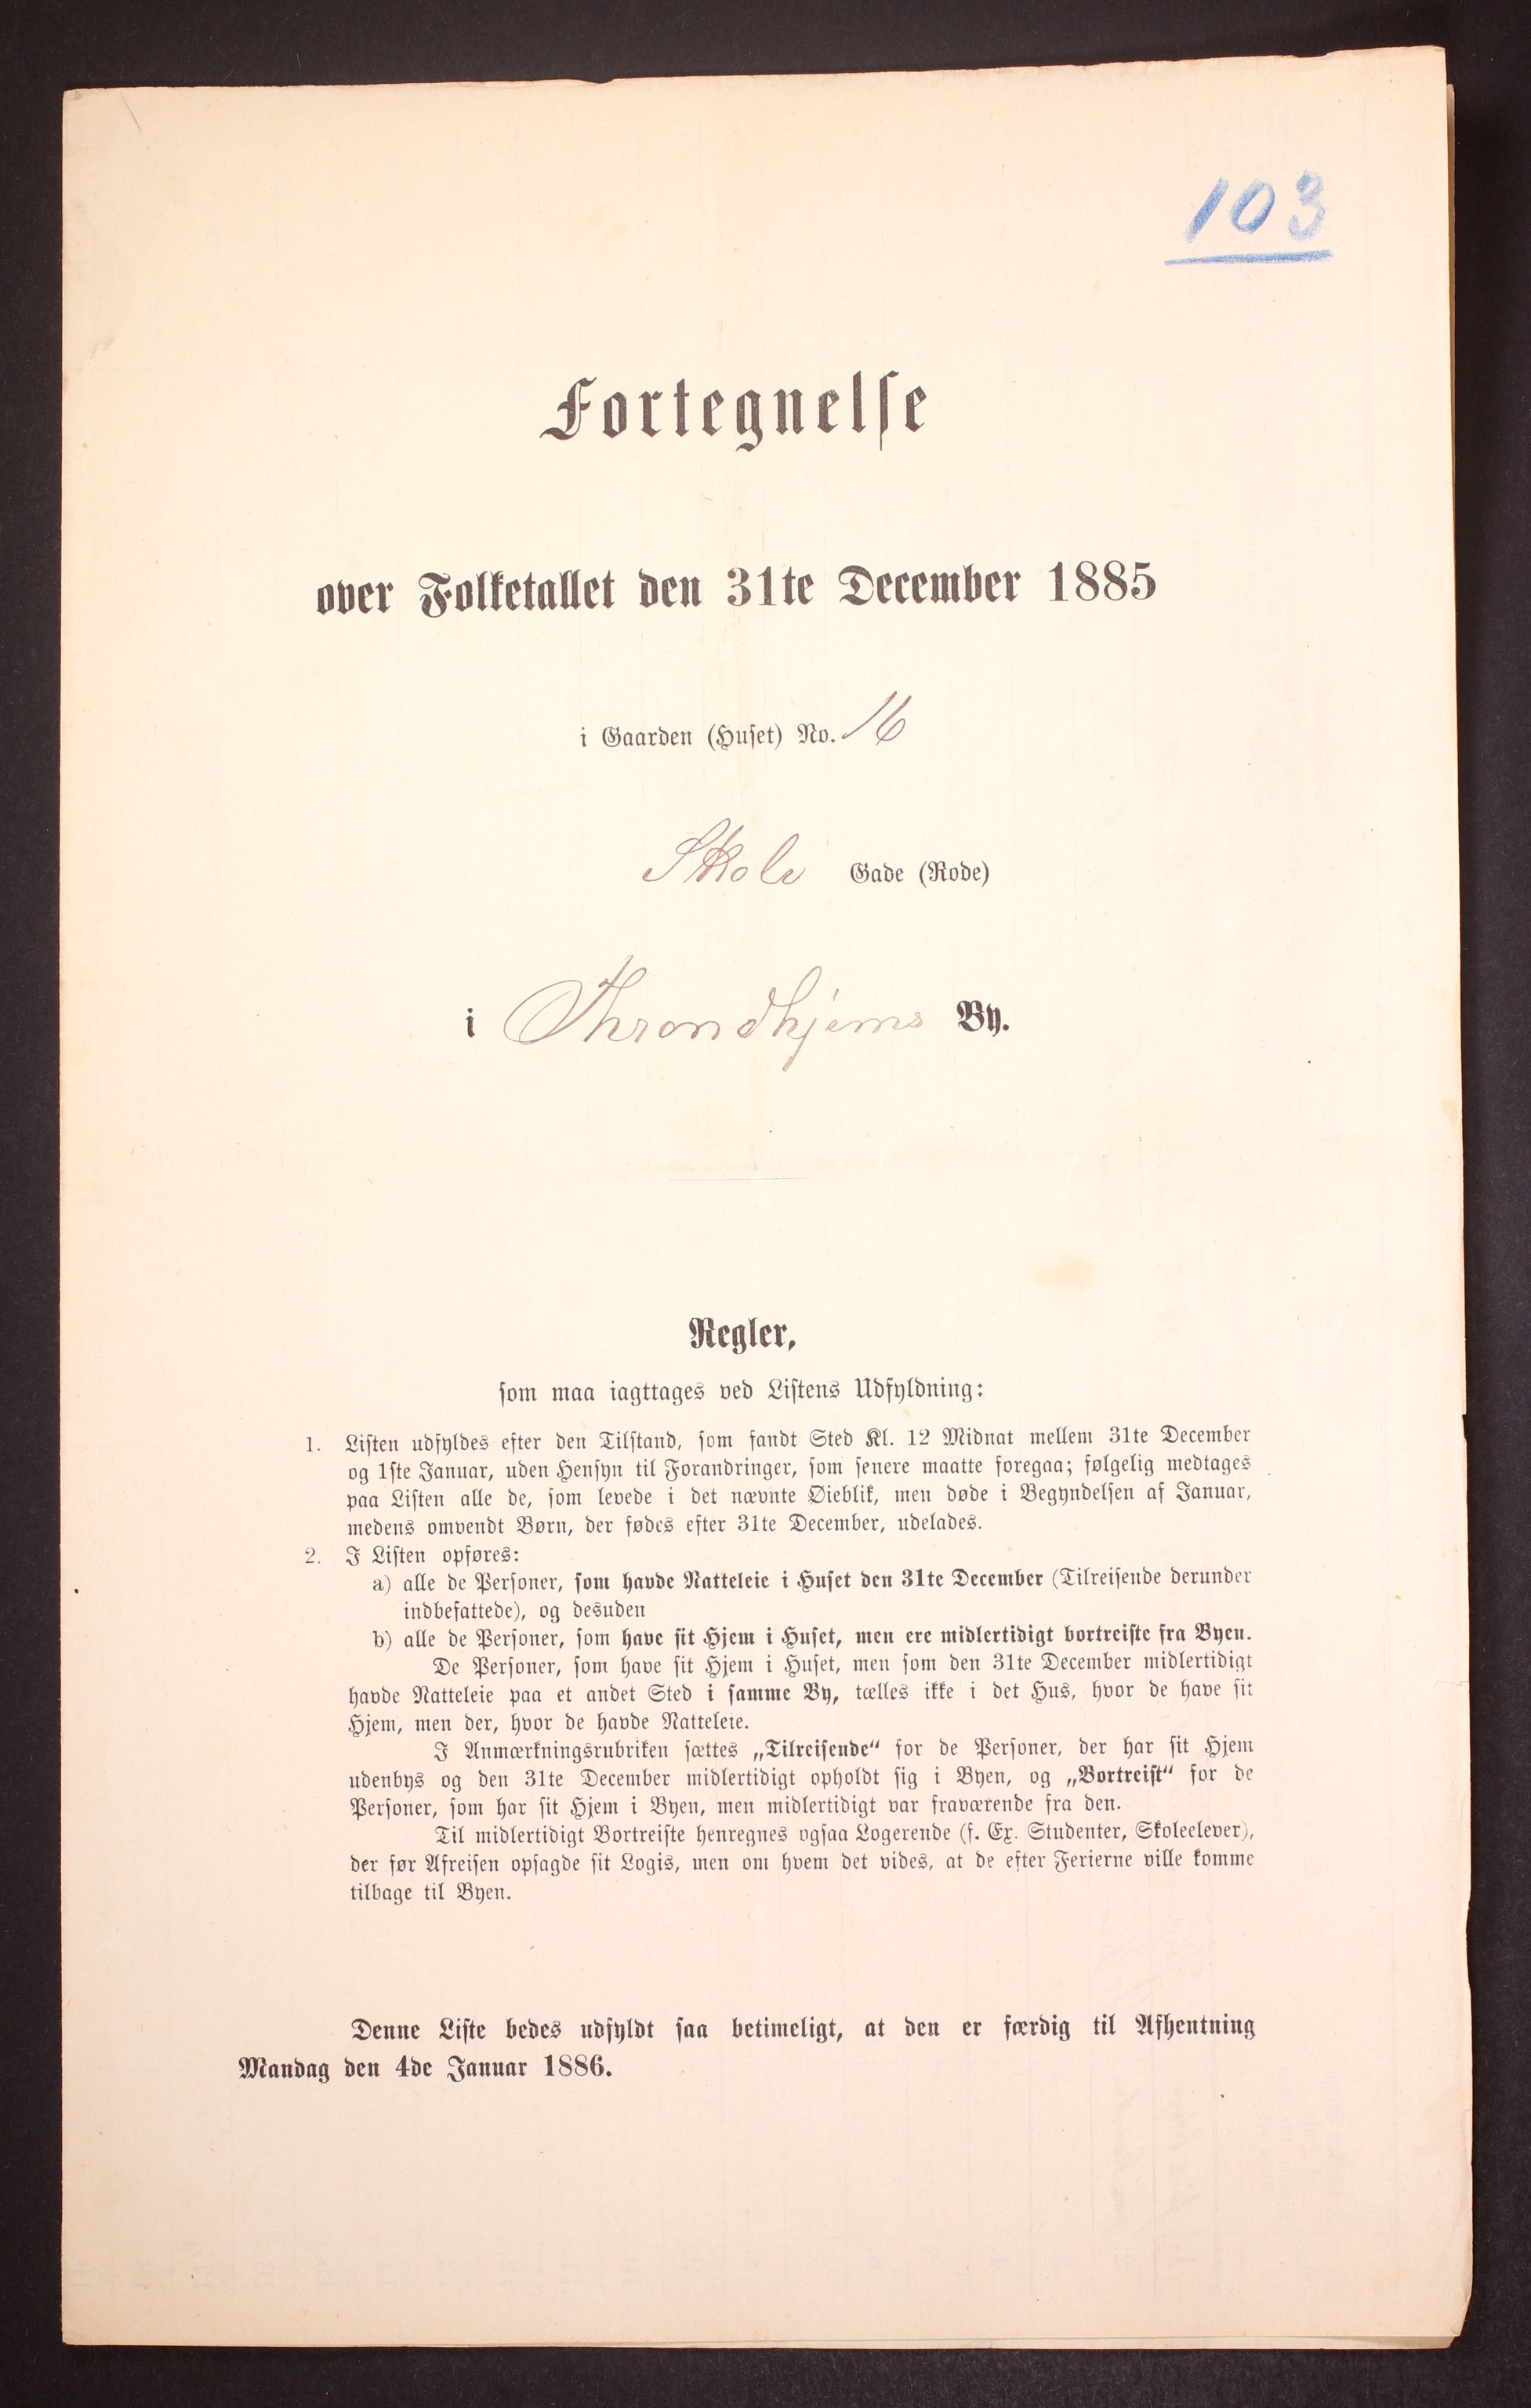 103
Fortegnelse
over Folketallet den 31te December 1885
i Gaarden (Huset) No. 16
Skole Gade (Rode)
i Throndhjems By.
Regler,
som maa iagttages ved Listens Udfyldning:
1. Listen udfyldes efter den Tilstand, som fandt Sted Kl. 12 Midnat mellem 31te December
og 1ste Januar, uden Hensyn til Forandringer, som senere maatte foregaa; følgelig medtages
paa Listen alle de, som levede i det nævnte Øieblik, men døde i Begyndelsen af Januar,
medens omvendt Børn, der fødes efter 31te December, udelades.
2. I Listen opføres:
a) alle de Personer, som havde Natteleie i Huset den 31te December (Tilreisende derunder
indbefattede), og desuden
b) alle de Personer, som have sit Hjem i Huset, men ere midlertidigt bortreiste fra Byen.
De Personer, som have sit Hjem i Huset, men som den 31te December midlertidigt
havde Natteleie paa et andet Sted i samme By, tælles ikke i det Hus, hvor de have sit
Hjem, men der, hvor de havde Natteleie.
I Anmærkningsrubriken sættes „Tilreisende“ for de Personer, der har sit Hjem
udenbys og den 31te December midlertidigt opholdt sig i Byen, og „Bortreist“ for de
Personer, som har sit Hjem i Byen, men midlertidigt var fraværende fra den.
Til midlertidigt Bortreiste henregnes ogsaa Logerende (f. Ex. Studenter, Skoleelever),
der før Afreisen opsagde sit Logis, men om hvem det vides, at de efter Ferierne ville komme
tilbage til Byen.
Denne Liste bedes udfyldt saa betimeligt, at den er færdig til Afhentning
Mandag den 4de Januar 1886.